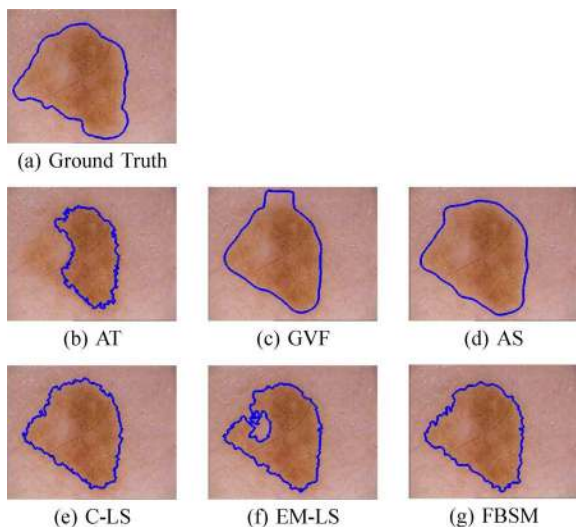 (a) Ground Truth
(b) AT
(c) GVF
(d) AS
(e) C-LS
(f) EM-LS
(g) FBSM